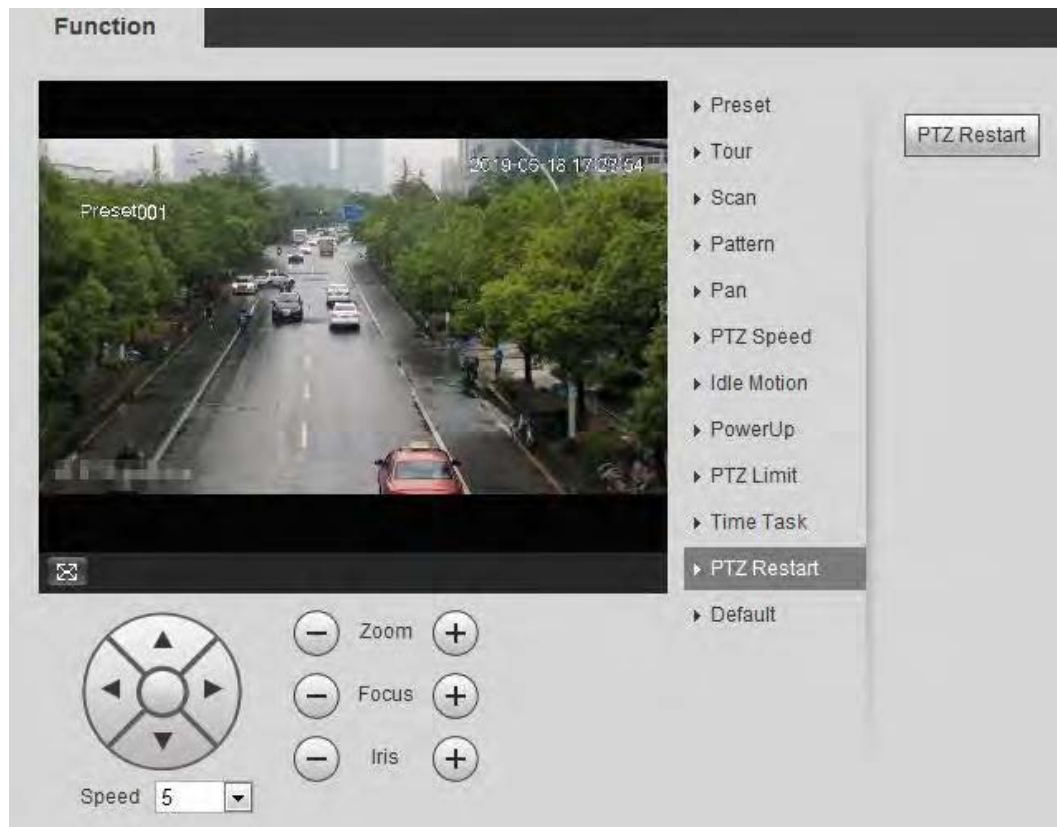 Function
2019-05-18 17:28:54
Preset001
Preset
Tour
Scan
Pattern
Pan
PTZ Speed
Idle Motion
PowerUp
PTZ Limit
Time Task
PTZ Restart
Default
PTZ Restart
Zoom
Focus
Iris
Speed 5